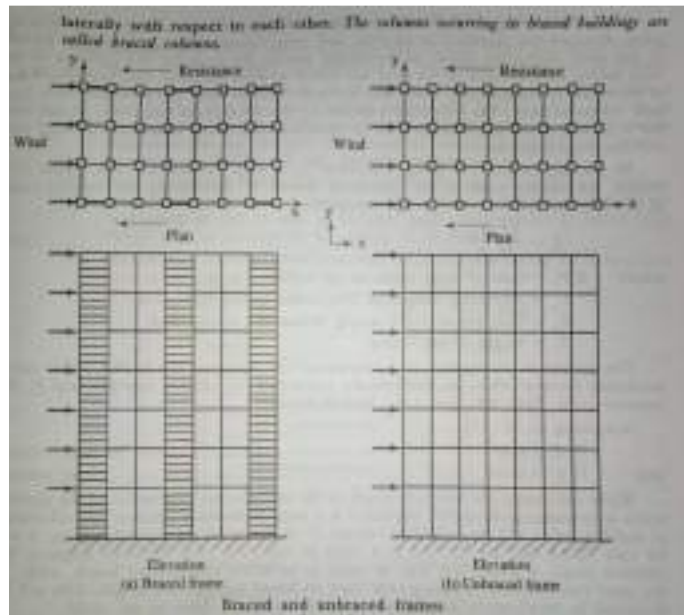 laterally with respect to each other. The columns occurring in braced buildings are
called braced columns.
y Resistance
Wind
x
Plan
y Resistance
Wind
x
Plan
y
x
Elevation
(a) Braced frame
Elevation
(b) Unbraced frame
Braced and unbraced frames